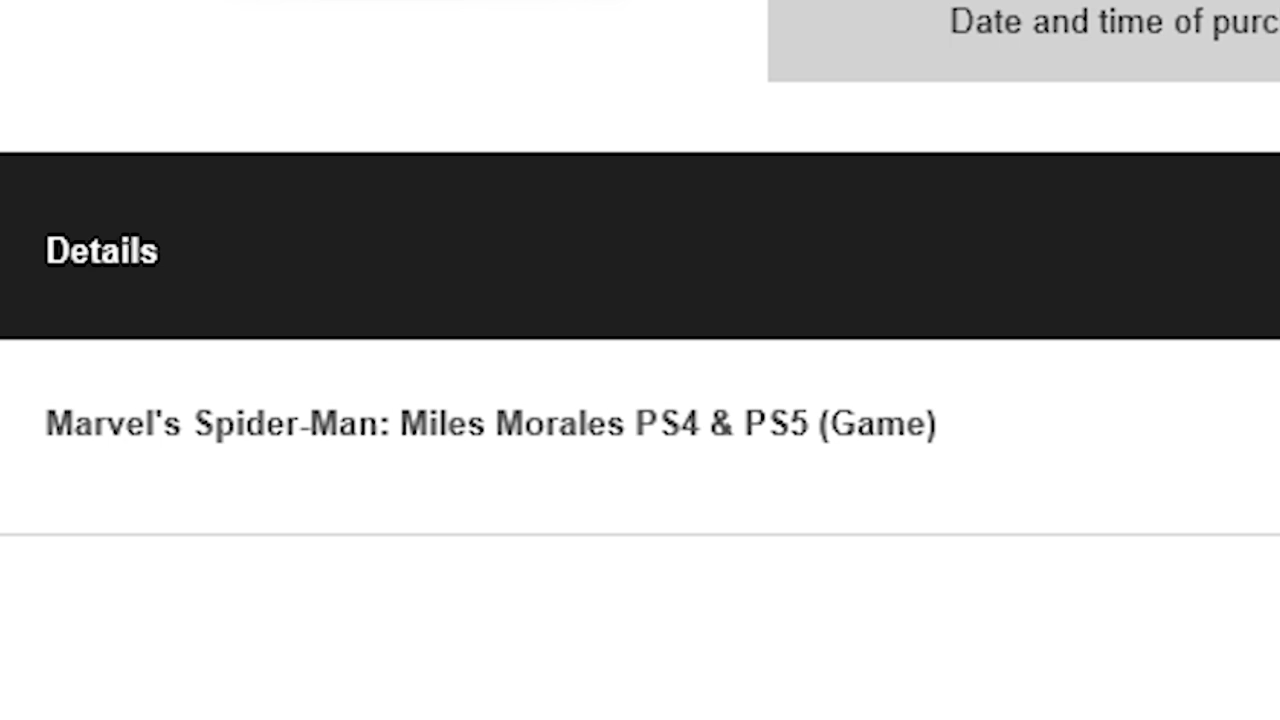 Date and time of purc
Details
Marvel's Spider-Man: Miles Morales PS4 & PS5 (Game)